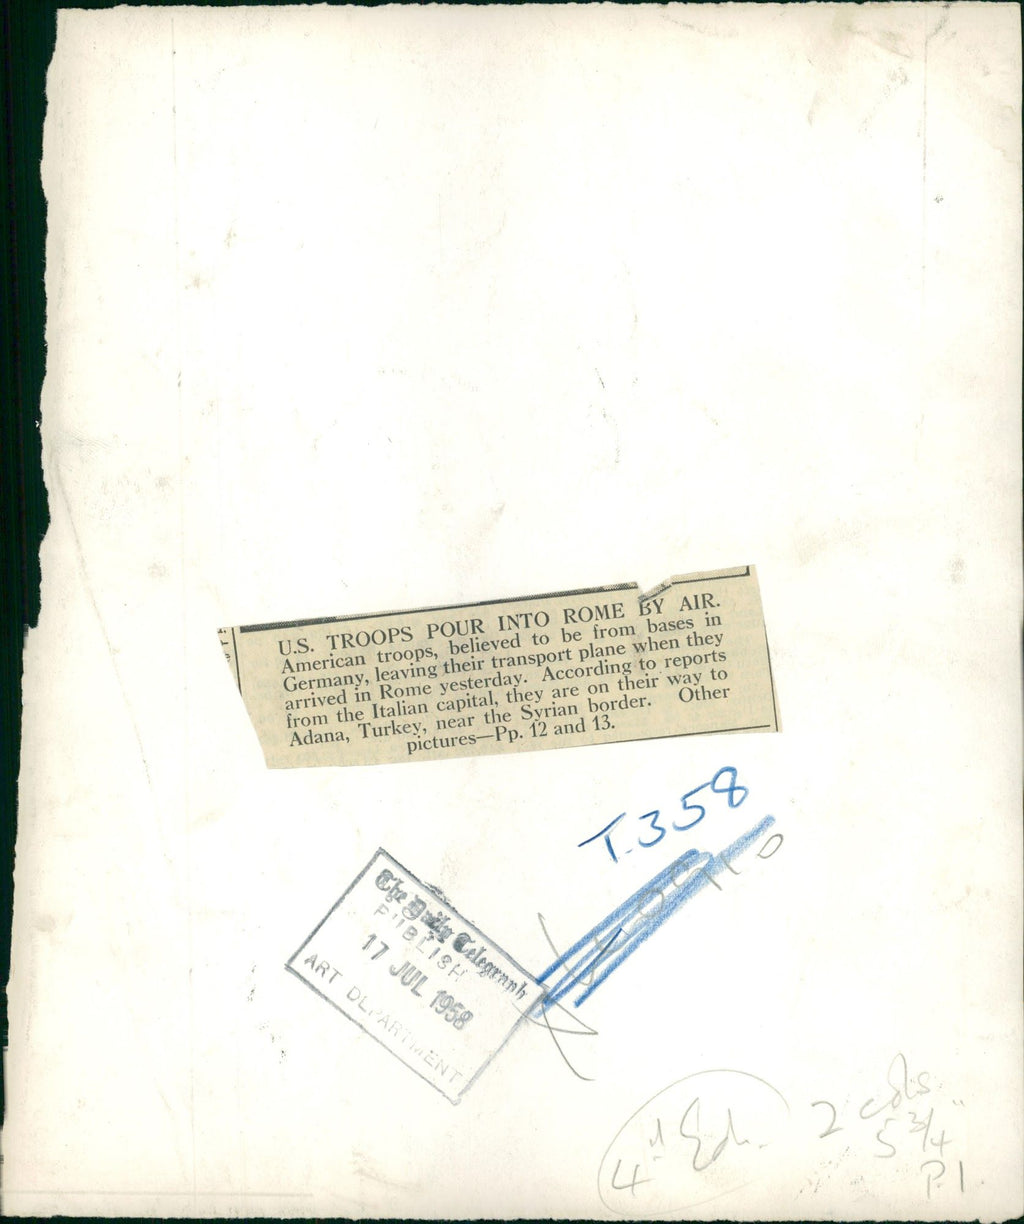 U.S. TROOPS POUR INTO ROME BY AIR.
American troops, believed to be from bases in
Germany, leaving their transport plane when they
arrived in Rome yesterday. According to reports
from the Italian capital, they are on their way to
Adana, Turkey, near the Syrian border. Other
pictures—Pp. 12 and 13.
T.358
The Daily Telegraph
PUBLISH
17 JUL 1958
ART DEPARTMENT
2 cols
5 3/4"
P.1
4 Edn.